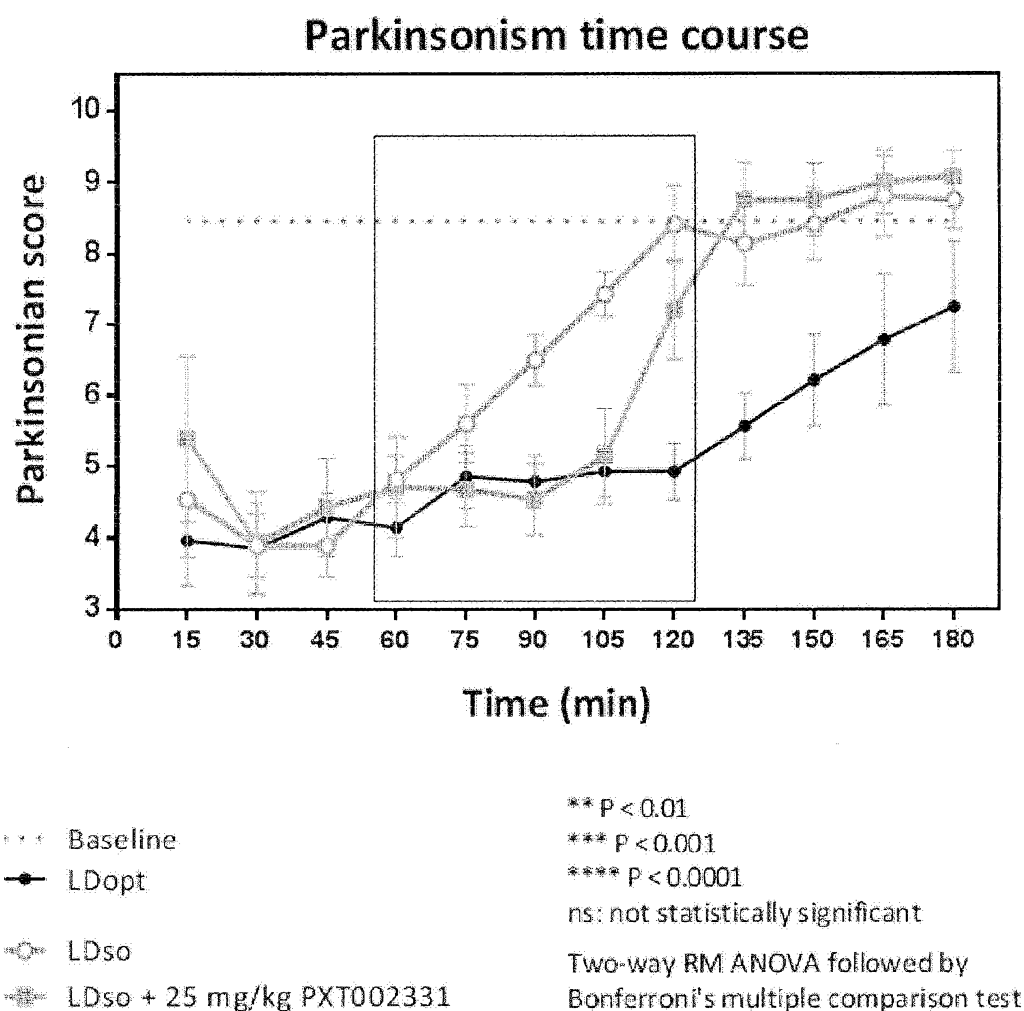 Parkinsonism time course
Parkinsonian score
10
9
8
7
6
5
4
3
0 15 30 45 60 75 90 105 120 135 150 165 180
Time (min)
Baseline
LDopt
LDso
LDso + 25 mg/kg PXT002331
** P < 0.01
*** P < 0.001
**** P < 0.0001
ns: not statistically significant
Two-way RM ANOVA followed by
Bonferroni's multiple comparison test